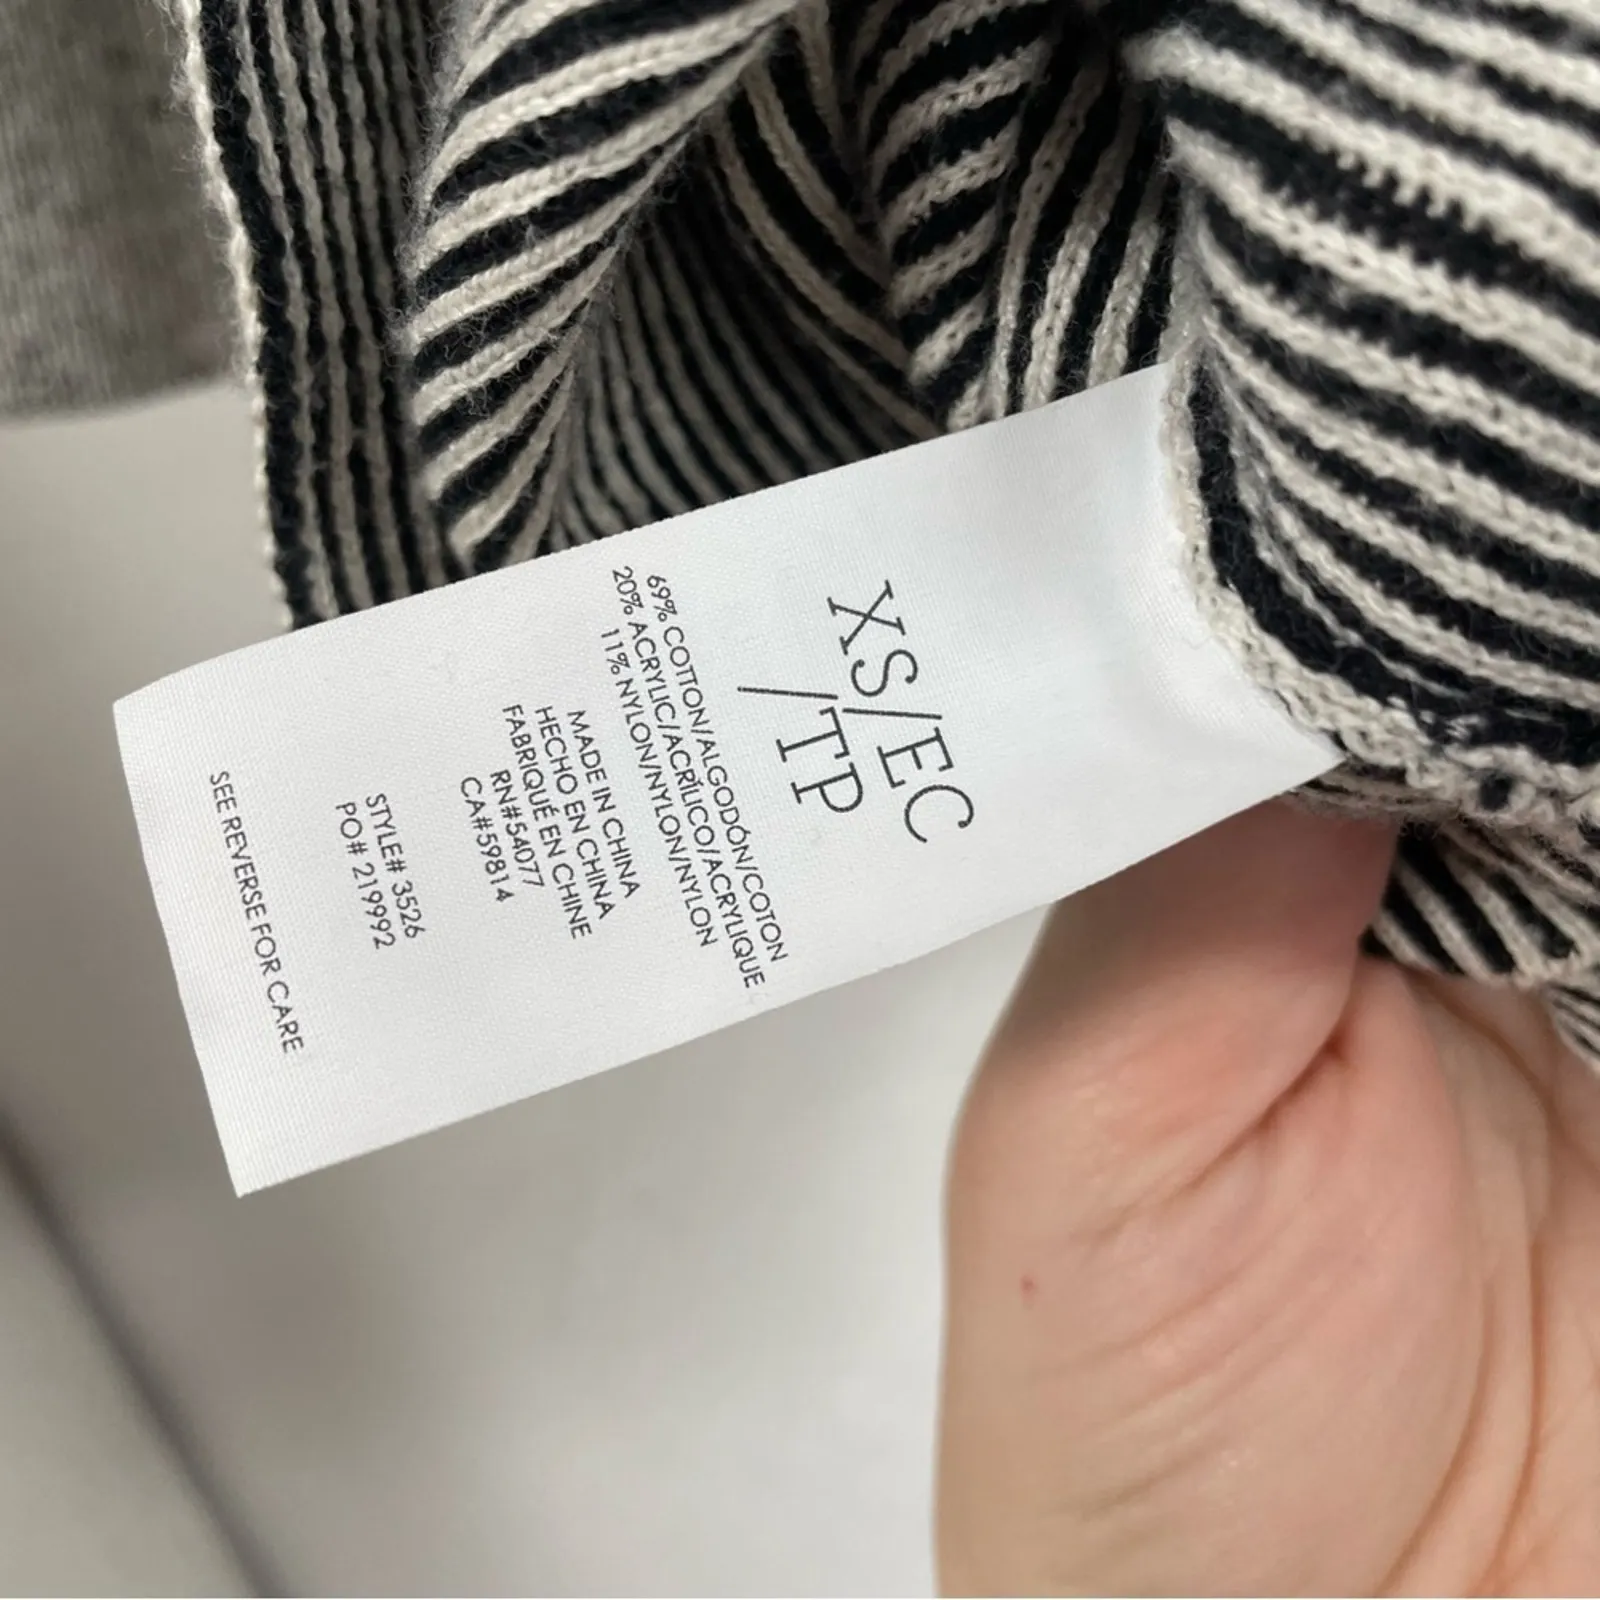 XS/EC
/TP
69% COTTON/ALGODÓN/COTON
20% ACRYLIC/ACRÍLICO/ACRYLIQUE
11% NYLON/NYLON/NYLON
MADE IN CHINA
HECHO EN CHINA
FABRIQUÉ EN CHINE
RN#54077
CA#59814
STYLE# 3526
PO# 219992
SEE REVERSE FOR CARE